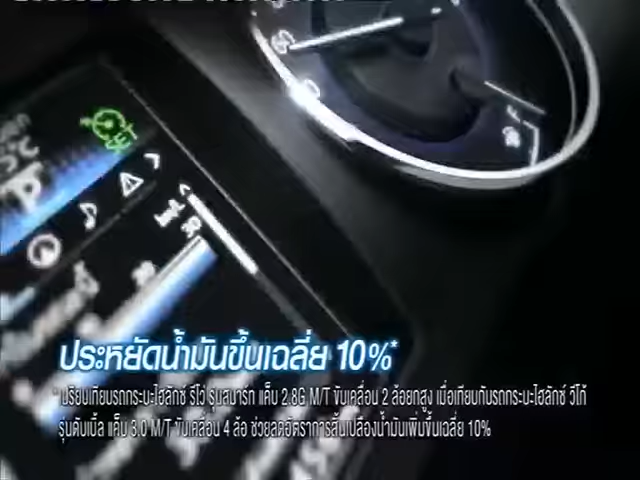 SET
km/L
30
20
ประหยัดน้ำมันขึ้นเฉลี่ย 10%*
*เปรียบเทียบรถกระบะไฮลักซ์ รีโว่ รุ่นสมาร์ท แค็บ 2.8G M/T ขับเคลื่อน 2 ล้อยกสูง เมื่อเทียบกับรถกระบะไฮลักซ์ วีโก้
รุ่นดับเบิ้ล แค็บ 3.0 M/T ขับเคลื่อน 4 ล้อ ช่วยลดอัตราการสิ้นเปลืองน้ำมันเพิ่มขึ้นเฉลี่ย 10%